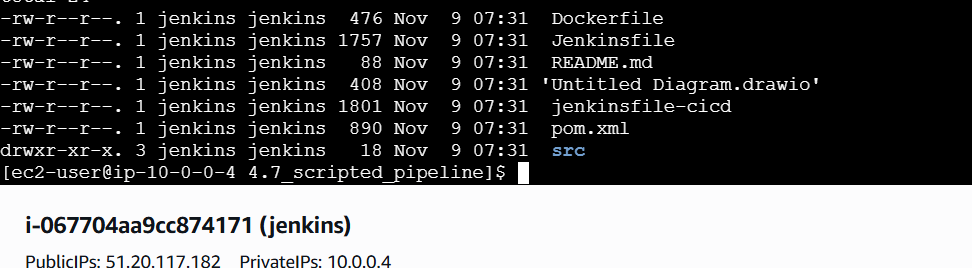 -rw-r--r--. 1 jenkins jenkins  476 Nov  9 07:31  Dockerfile
-rw-r--r--. 1 jenkins jenkins 1757 Nov  9 07:31  Jenkinsfile
-rw-r--r--. 1 jenkins jenkins   88 Nov  9 07:31  README.md
-rw-r--r--. 1 jenkins jenkins  408 Nov  9 07:31 'Untitled Diagram.drawio'
-rw-r--r--. 1 jenkins jenkins 1801 Nov  9 07:31  jenkinsfile-cicd
-rw-r--r--. 1 jenkins jenkins  890 Nov  9 07:31  pom.xml
drwxr-xr-x. 3 jenkins jenkins   18 Nov  9 07:31  src
[ec2-user@ip-10-0-0-4 4.7_scripted_pipeline]$
i-067704aa9cc874171 (jenkins)
PublicIPs: 51.20.117.182 PrivateIPs: 10.0.0.4